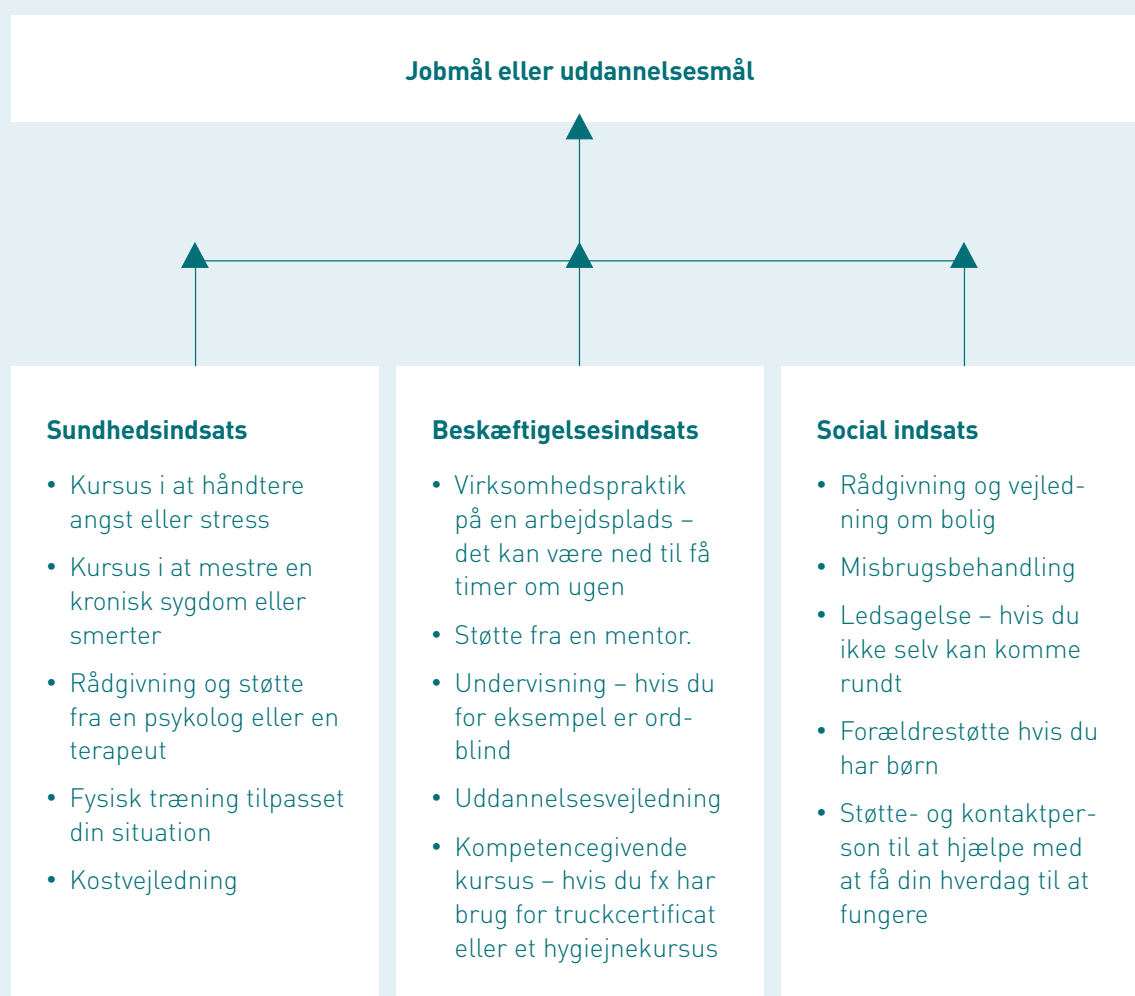 Jobmål eller uddannelsesmål
Sundhedsindsats
• Kursus i at håndtere
angst eller stress
• Kursus i at mestre en
kronisk sygdom eller
smerter
• Rådgivning og støtte
fra en psykolog eller en
terapeut
• Fysisk træning tilpasset
din situation
• Kostvejledning
Beskæftigelsesindsats
• Virksomhedspraktik
på en arbejdsplads –
det kan være ned til få
timer om ugen
• Støtte fra en mentor.
• Undervisning – hvis du
for eksempel er ord-
blind
• Uddannelsesvejledning
• Kompetencegivende
kursus – hvis du fx har
brug for truckcertificat
eller et hygiejnekursus
Social indsats
• Rådgivning og vejled-
ning om bolig
• Misbrugsbehandling
• Ledsagelse – hvis du
ikke selv kan komme
rundt
• Forældrestøtte hvis du
har børn
• Støtte- og kontaktper-
son til at hjælpe med
at få din hverdag til at
fungere